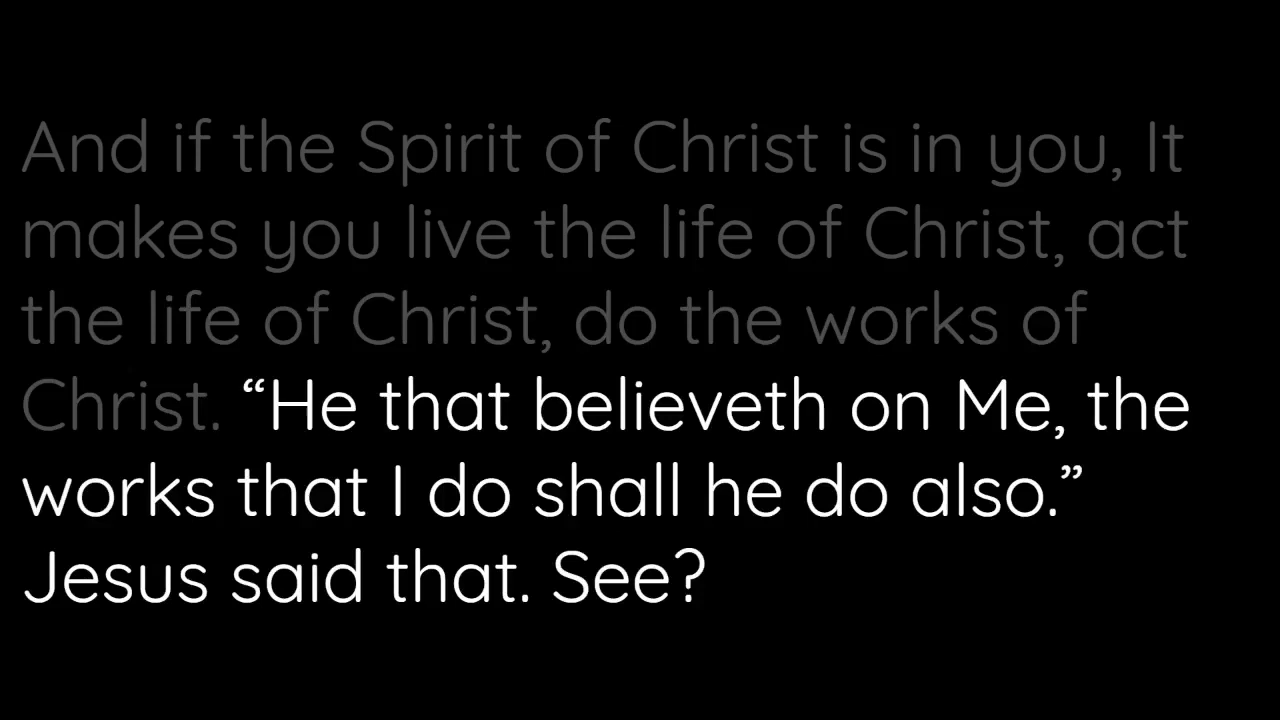 And if the Spirit of Christ is in you, It
makes you live the life of Christ, act
the life of Christ, do the works of
Christ. “He that believeth on Me, the
works that I do shall he do also.”
Jesus said that. See?